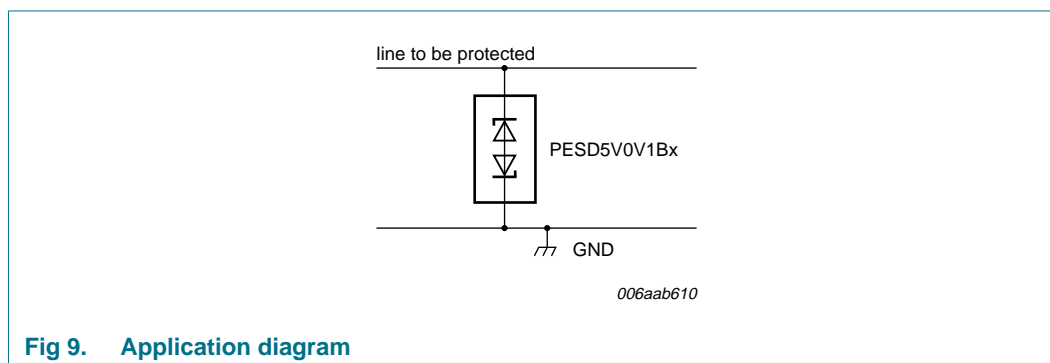 line to be protected
PESD5V0V1Bx
GND
006aab610
Fig 9. Application diagram